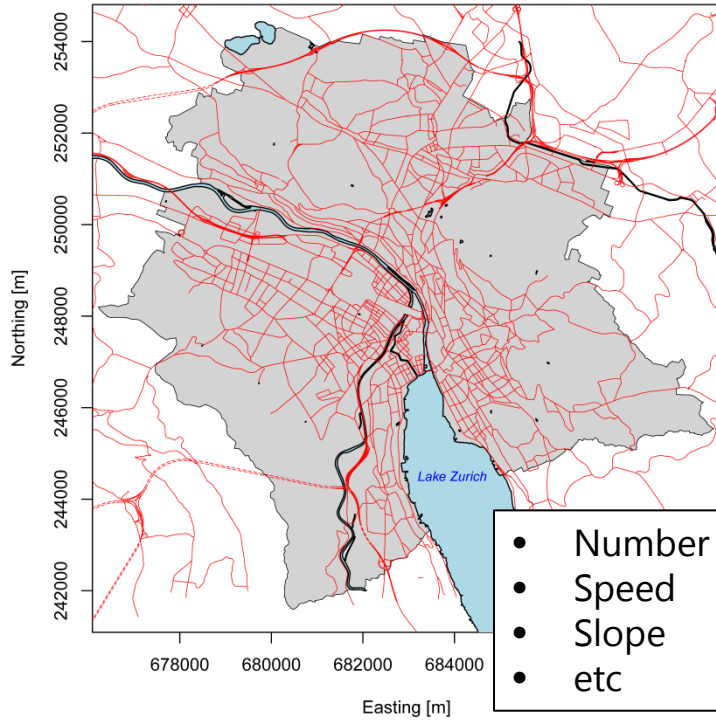 254000
252000
250000
248000
246000
244000
242000
Northing [m]
Lake Zurich
678000 680000 682000 684000
Easting [m]
• Number
• Speed
• Slope
• etc